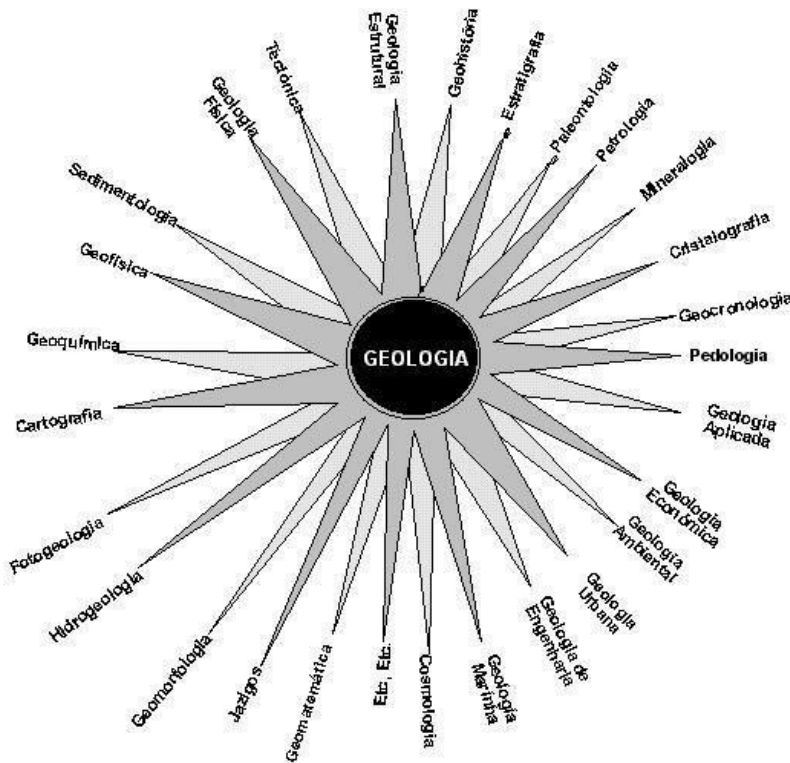 Geologia
Estrutural
Geohistória
Estratigrafia
Paleontologia
Petrologia
Mineralogia
Cristalografia
Geocronologia
Pedologia
Geologia
Aplicada
Geologia
Económica
Geologia
Ambiental
Geologia
Urbana
Geologia de
Engenharia
Geologia
Marinha
Cosmologia
Etc, Etc.
Geomatemática
Jazigos
Geomorfologia
Hidrogeologia
Fotogeologia
Cartografia
Geoquímica
Geofísica
Sedimentologia
Geologia
Física
Tectónica
GEOLOGIA